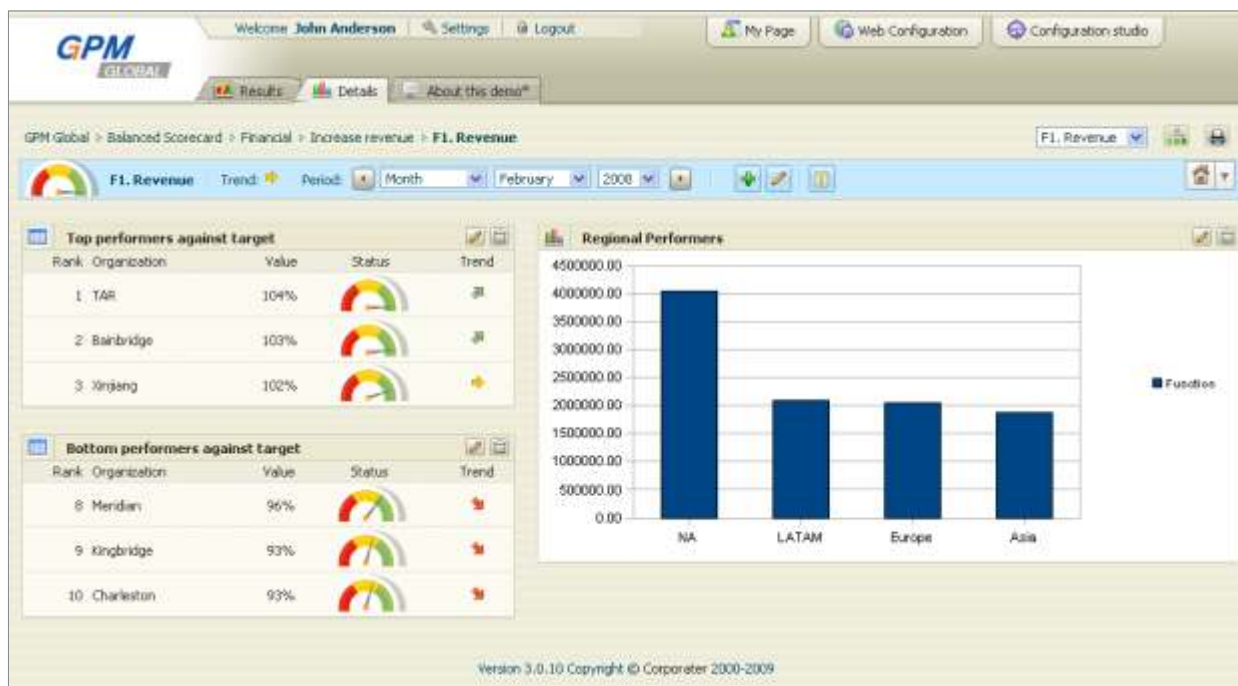 Welcome John Anderson Settings Logout My Page Web Configuration Configuration studio
GPM
GLOBAL
Results Details About this demo*
GPM Global > Balanced Scorecard > Financial > Increase revenue > F1. Revenue F1. Revenue
F1. Revenue Trend: Period: Month February 2008
Top performers against target
Rank Organization Value Status Trend
1 TAR 104%
2 Bainbridge 103%
3 Xinjiang 102%
Bottom performers against target
Rank Organization Value Status Trend
8 Meridian 96%
9 Kingbridge 93%
10 Charleston 93%
Regional Performers
4500000.00
4000000.00
3500000.00
3000000.00
2500000.00
2000000.00
1500000.00
1000000.00
500000.00
0.00
NA LATAM Europe Asia
Function
Version 3.0.10 Copyright © Corporater 2000-2009